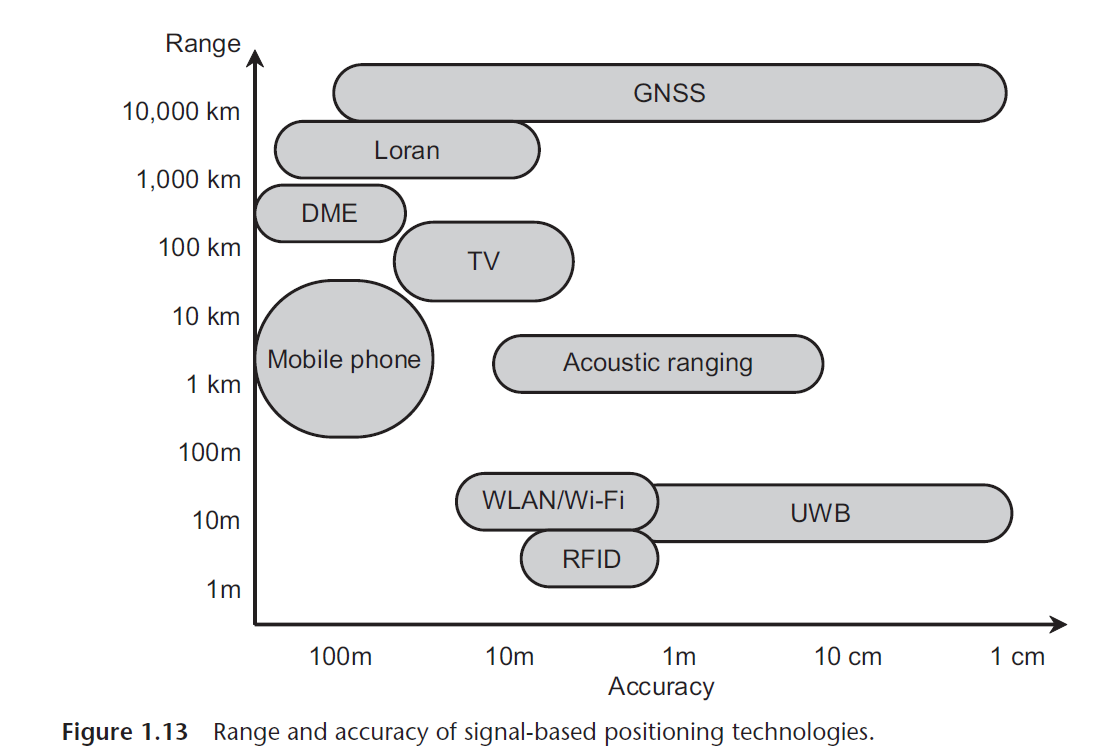 Range
GNSS
10,000 km
Loran
1,000 km
DME
100 km
TV
10 km
Mobile phone
Acoustic ranging
1 km
100m
WLAN/Wi-Fi
UWB
10m
RFID
1m
100m 10m 1m 10 cm 1 cm
Accuracy
Figure 1.13 Range and accuracy of signal-based positioning technologies.